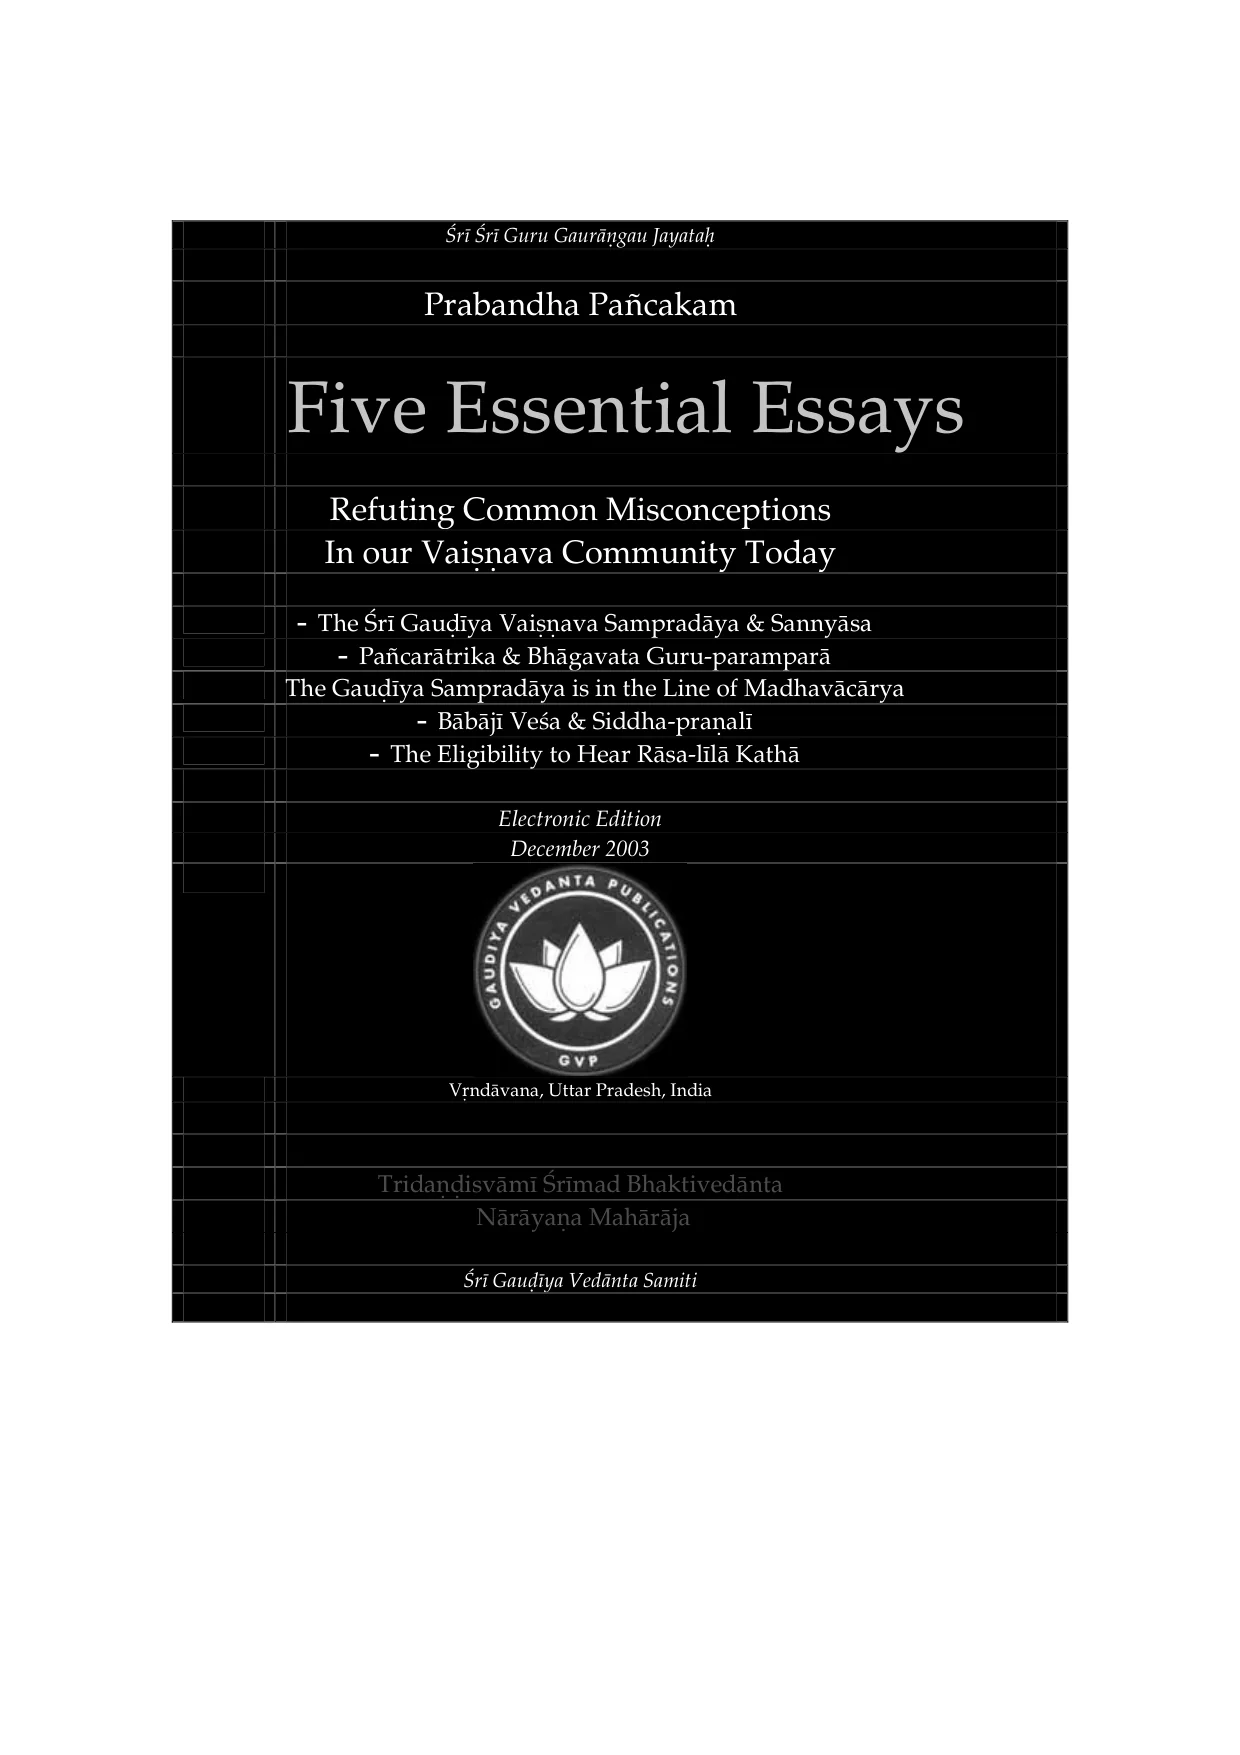 Śrī Śrī Guru Gaurāṇgau Jayataḥ
Prabandha Pañcakam
Five Essential Essays
Refuting Common Misconceptions
In our Vaiṣṇava Community Today
- The Śrī Gauḍīya Vaiṣṇava Sampradāya & Sannyāsa
- Pañcarātrika & Bhāgavata Guru-paramparā
The Gauḍīya Sampradāya is in the Line of Madhavācārya
- Bābājī Veśa & Siddha-praṇalī
- The Eligibility to Hear Rāsa-līlā Kathā
Electronic Edition
December 2003
GAUDIYA VEDANTA PUBLICATIONS
GVP
Vṛndāvana, Uttar Pradesh, India
Tridaṇḍisvāmī Śrīmad Bhaktivedānta
Nārāyaṇa Mahārāja
Śrī Gauḍīya Vedānta Samiti